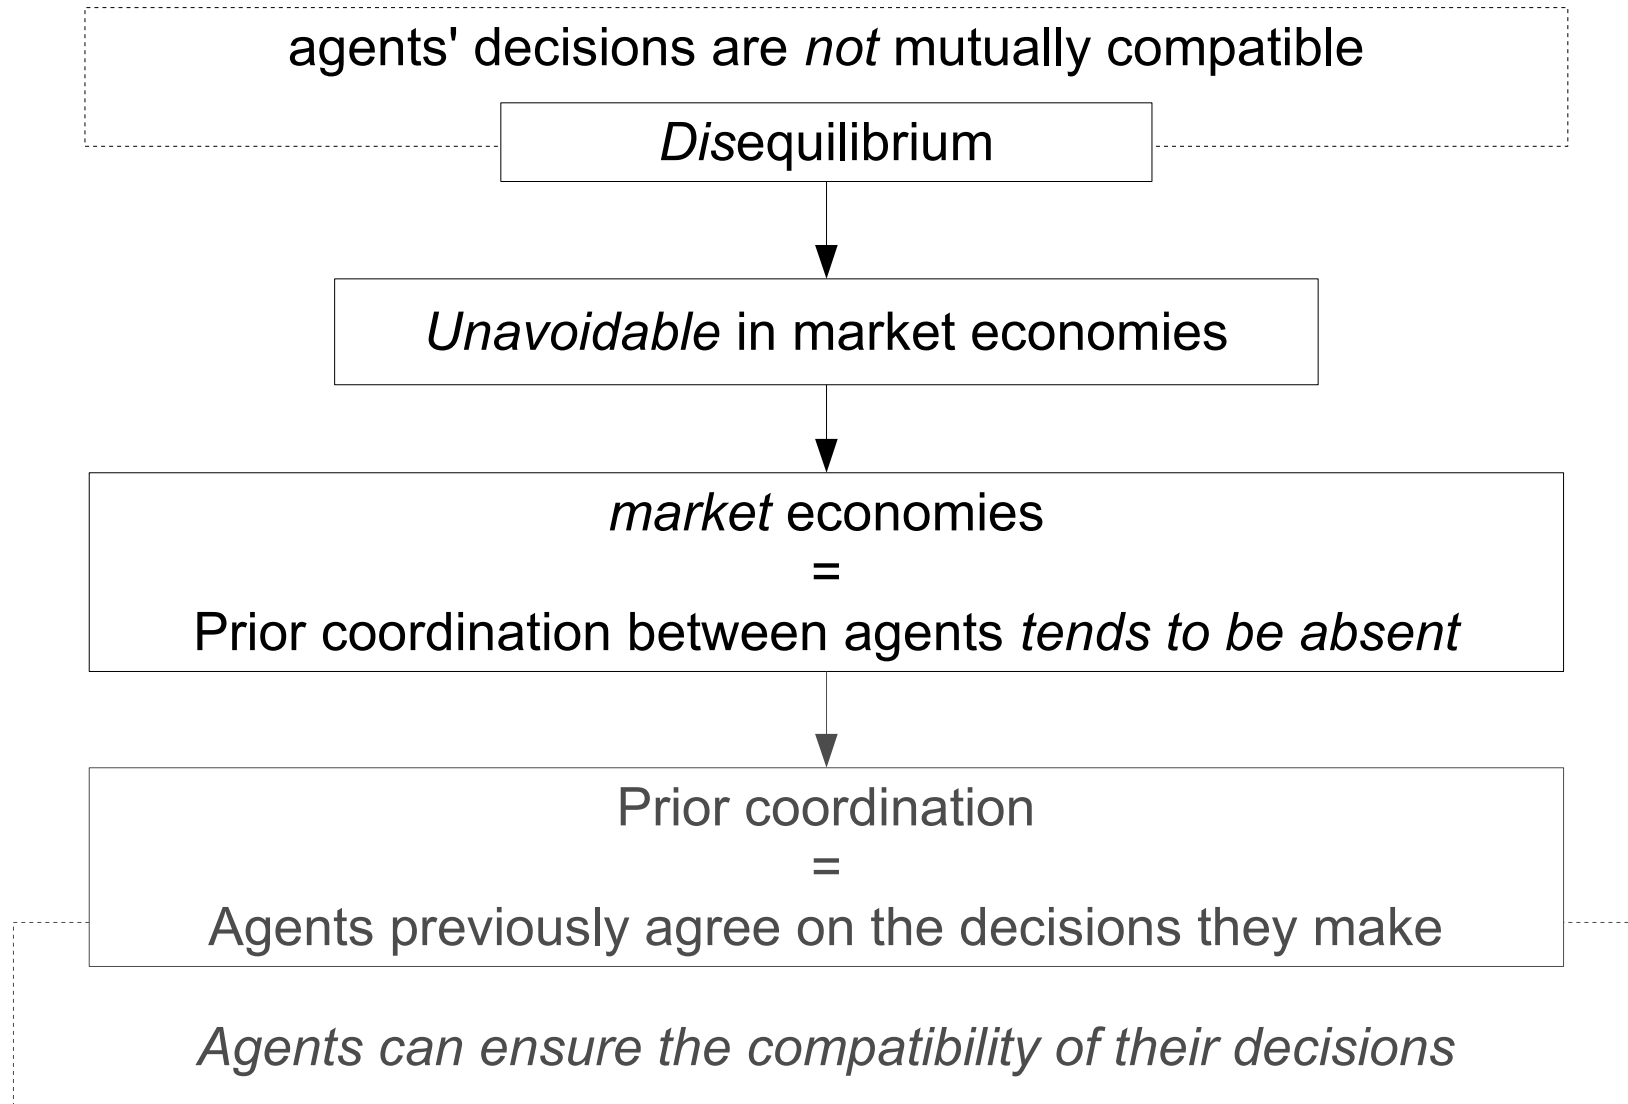 agents' decisions are not mutually compatible
Disequilibrium
Unavoidable in market economies
market economies
=
Prior coordination between agents tends to be absent
Prior coordination
=
Agents previously agree on the decisions they make
Agents can ensure the compatibility of their decisions